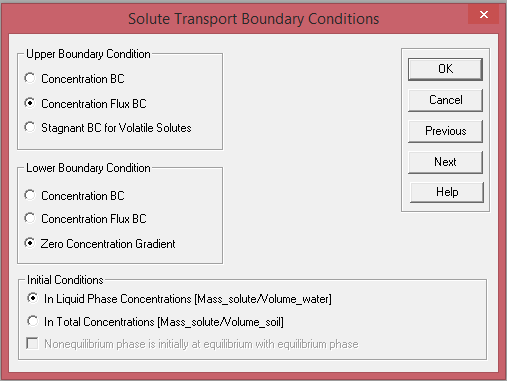 Solute Transport Boundary Conditions
Upper Boundary Condition
Concentration BC
Concentration Flux BC
Stagnant BC for Volatile Solutes
Lower Boundary Condition
Concentration BC
Concentration Flux BC
Zero Concentration Gradient
Initial Conditions
In Liquid Phase Concentrations [Mass_solute/Volume_water]
In Total Concentrations [Mass_solute/Volume_soil]
Nonequilibrium phase is initially at equilibrium with equilibrium phase
OK
Cancel
Previous
Next
Help